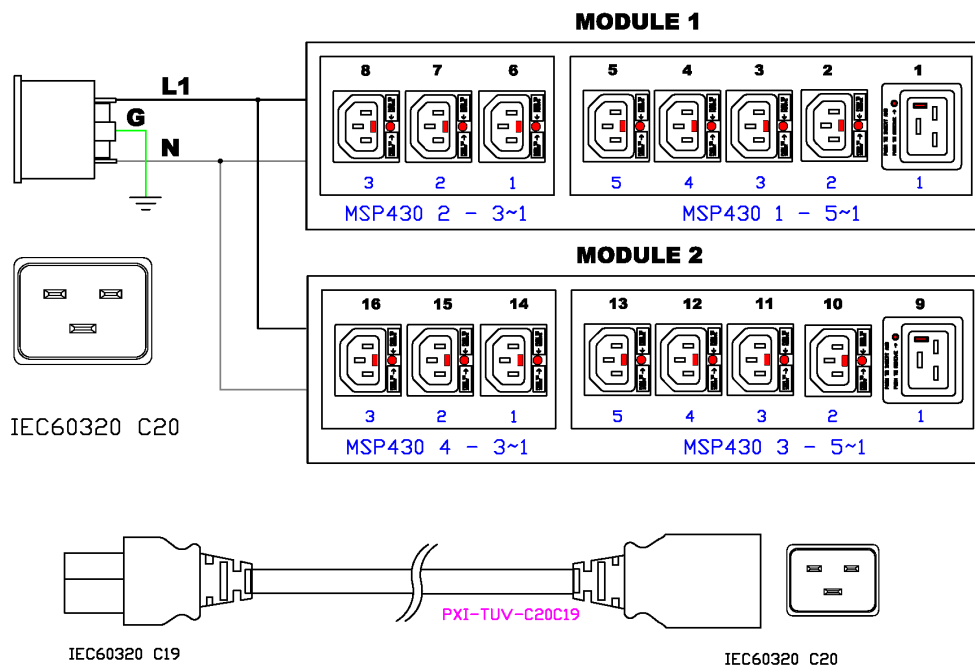 MODULE 1
8 7 6 5 4 3 2 1
L1
G
N
3 2 1 5 4 3 2 1
MSP430 2 - 3~1 MSP430 1 - 5~1
MODULE 2
16 15 14 13 12 11 10 9
3 2 1 5 4 3 2 1
MSP430 4 - 3~1 MSP430 3 - 5~1
IEC60320 C20
PXI-TUV-C20C19
IEC60320 C19
IEC60320 C20